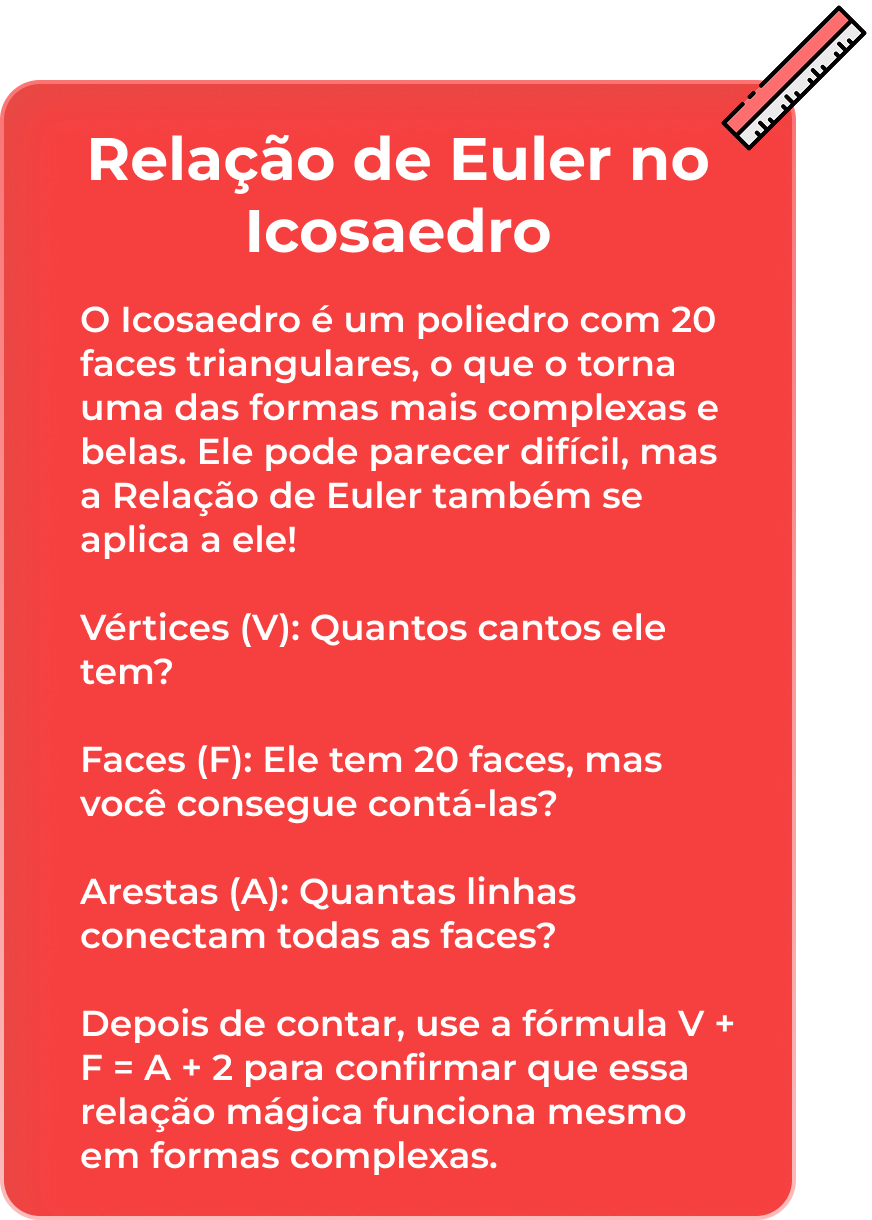 Relação de Euler no
Icosaedro
O Icosaedro é um poliedro com 20
faces triangulares, o que o torna
uma das formas mais complexas e
belas. Ele pode parecer difícil, mas
a Relação de Euler também se
aplica a ele!
Vértices (V): Quantos cantos ele
tem?
Faces (F): Ele tem 20 faces, mas
você consegue contá-las?
Arestas (A): Quantas linhas
conectam todas as faces?
Depois de contar, use a fórmula V +
F = A + 2 para confirmar que essa
relação mágica funciona mesmo
em formas complexas.